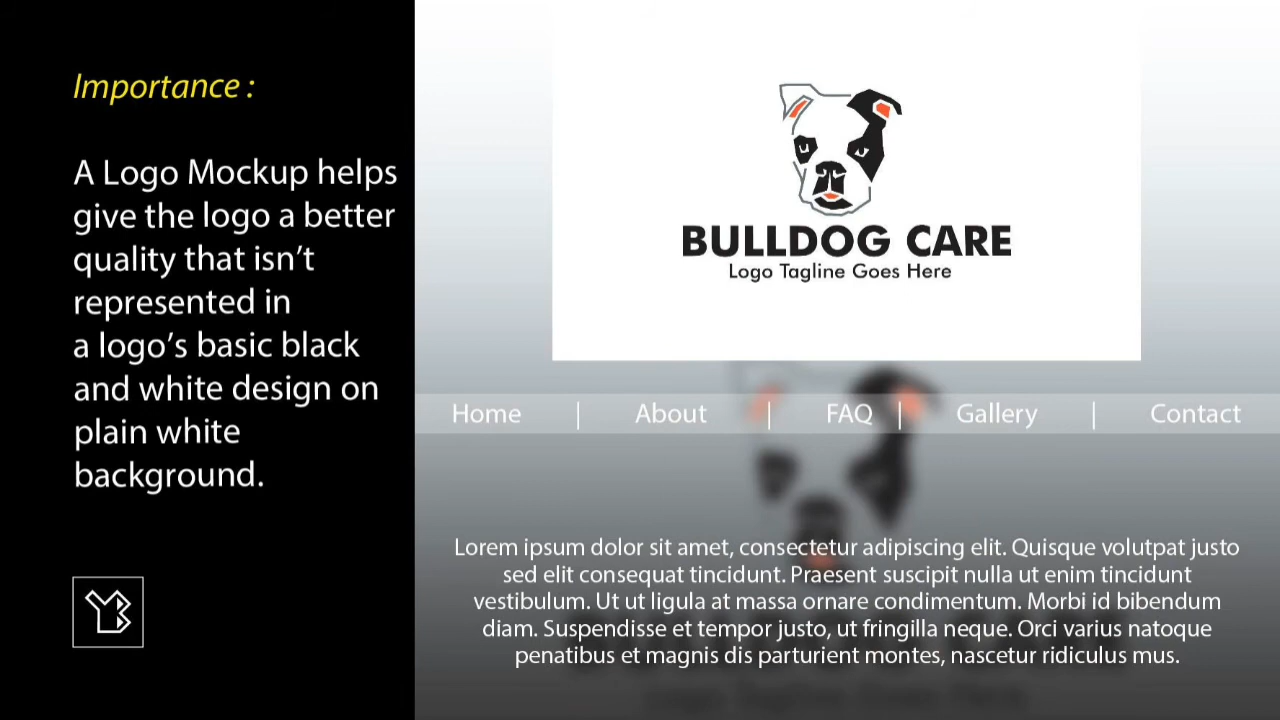 Importance :
A Logo Mockup helps
give the logo a better
quality that isn’t
represented in
a logo’s basic black
and white design on
plain white
background.
BULLDOG CARE
Logo Tagline Goes Here
Home | About | FAQ | Gallery | Contact
Lorem ipsum dolor sit amet, consectetur adipiscing elit. Quisque volutpat justo
sed elit consequat tincidunt. Praesent suscipit nulla ut enim tincidunt
vestibulum. Ut ut ligula at massa ornare condimentum. Morbi id bibendum
diam. Suspendisse et tempor justo, ut fringilla neque. Orci varius natoque
penatibus et magnis dis parturient montes, nascetur ridiculus mus.